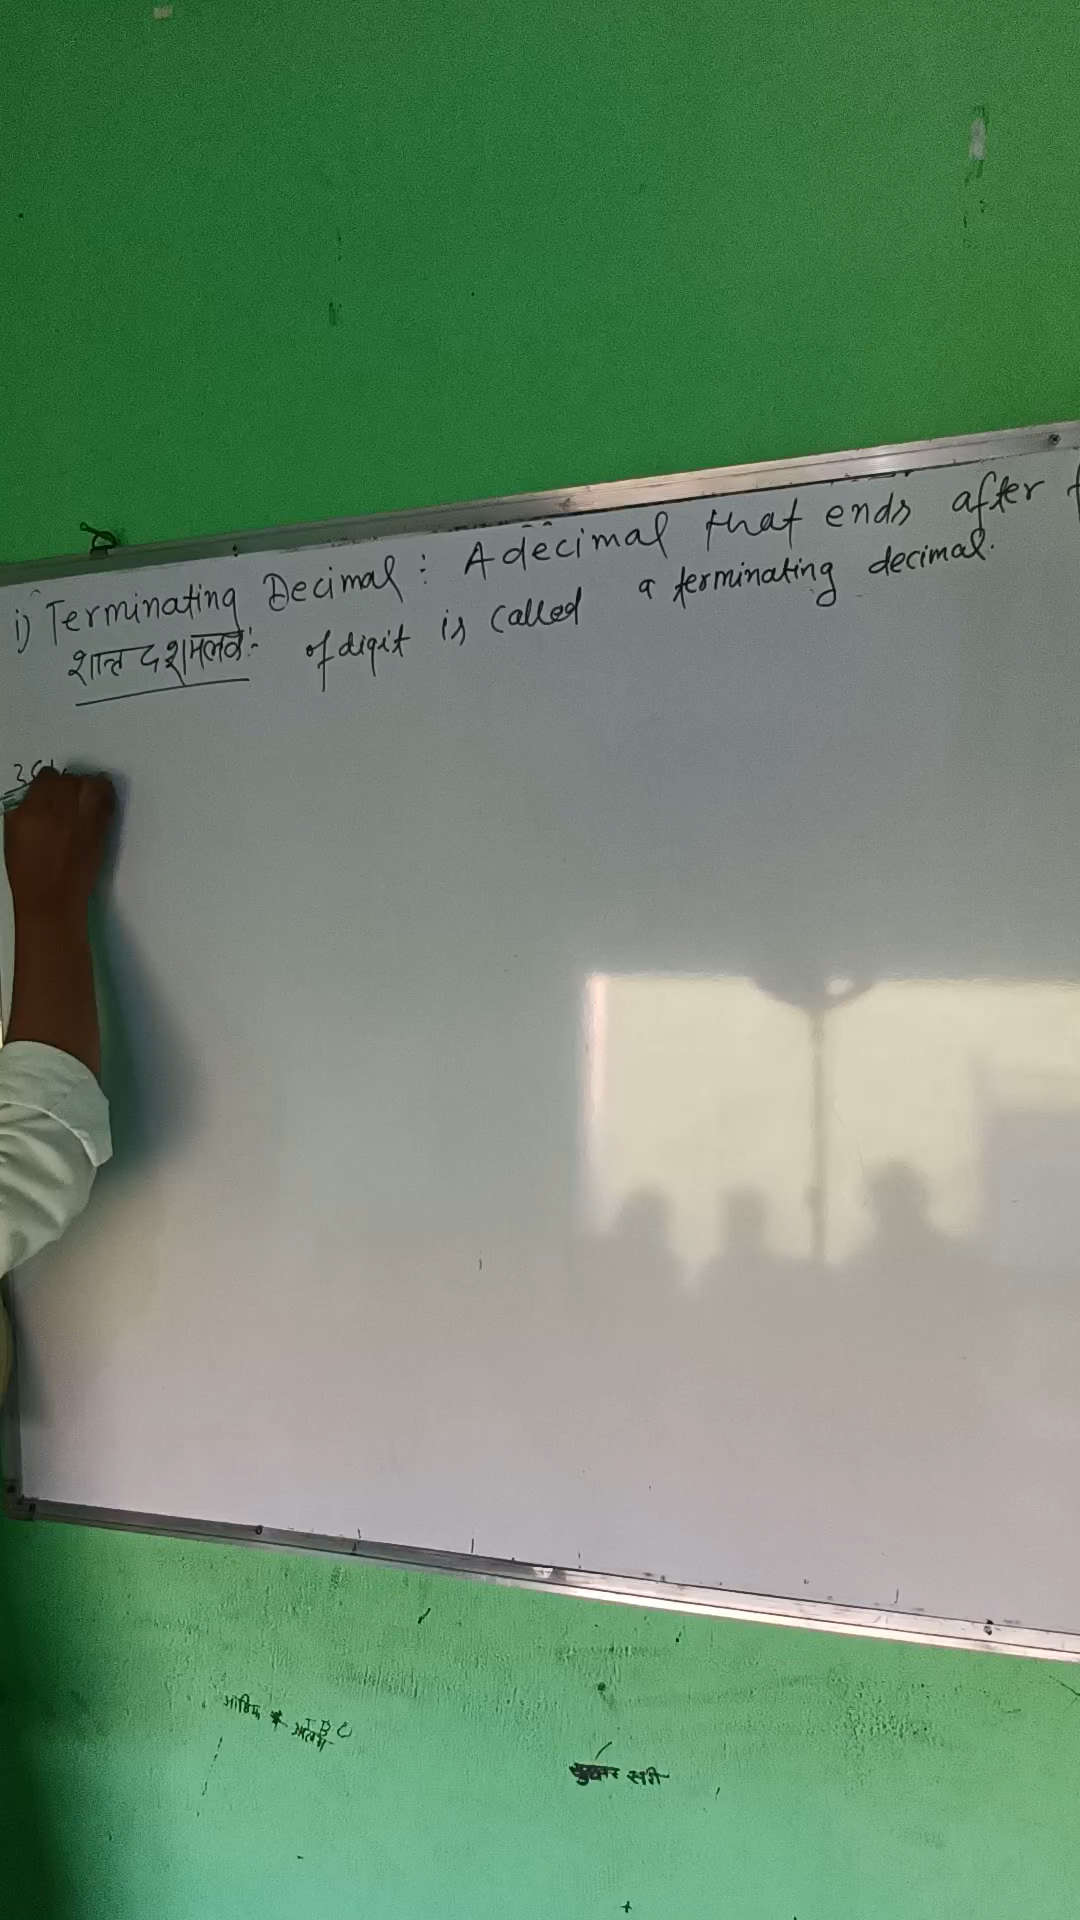 i) Terminating Decimal : A decimal that ends after
शान्त दशमलव :- of digit is called a terminating decimal.
T B C